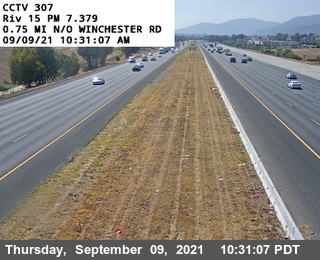 CCTV 307
Riv 15 PM 7.379
0.75 MI N/O WINCHESTER RD
09/09/21 10:31:07 AM
Thursday, September 09, 2021 10:31:07 PDT